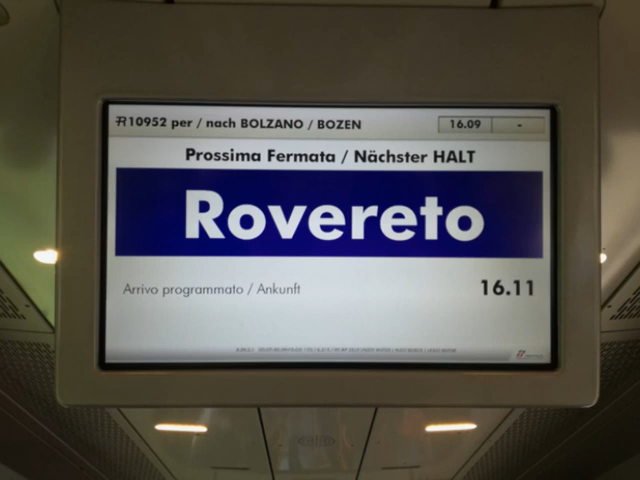 R 10952 per / nach BOLZANO / BOZEN 16.09 -
Prossima Fermata / Nächster HALT
Rovereto
Arrivo programmato / Ankunft 16.11